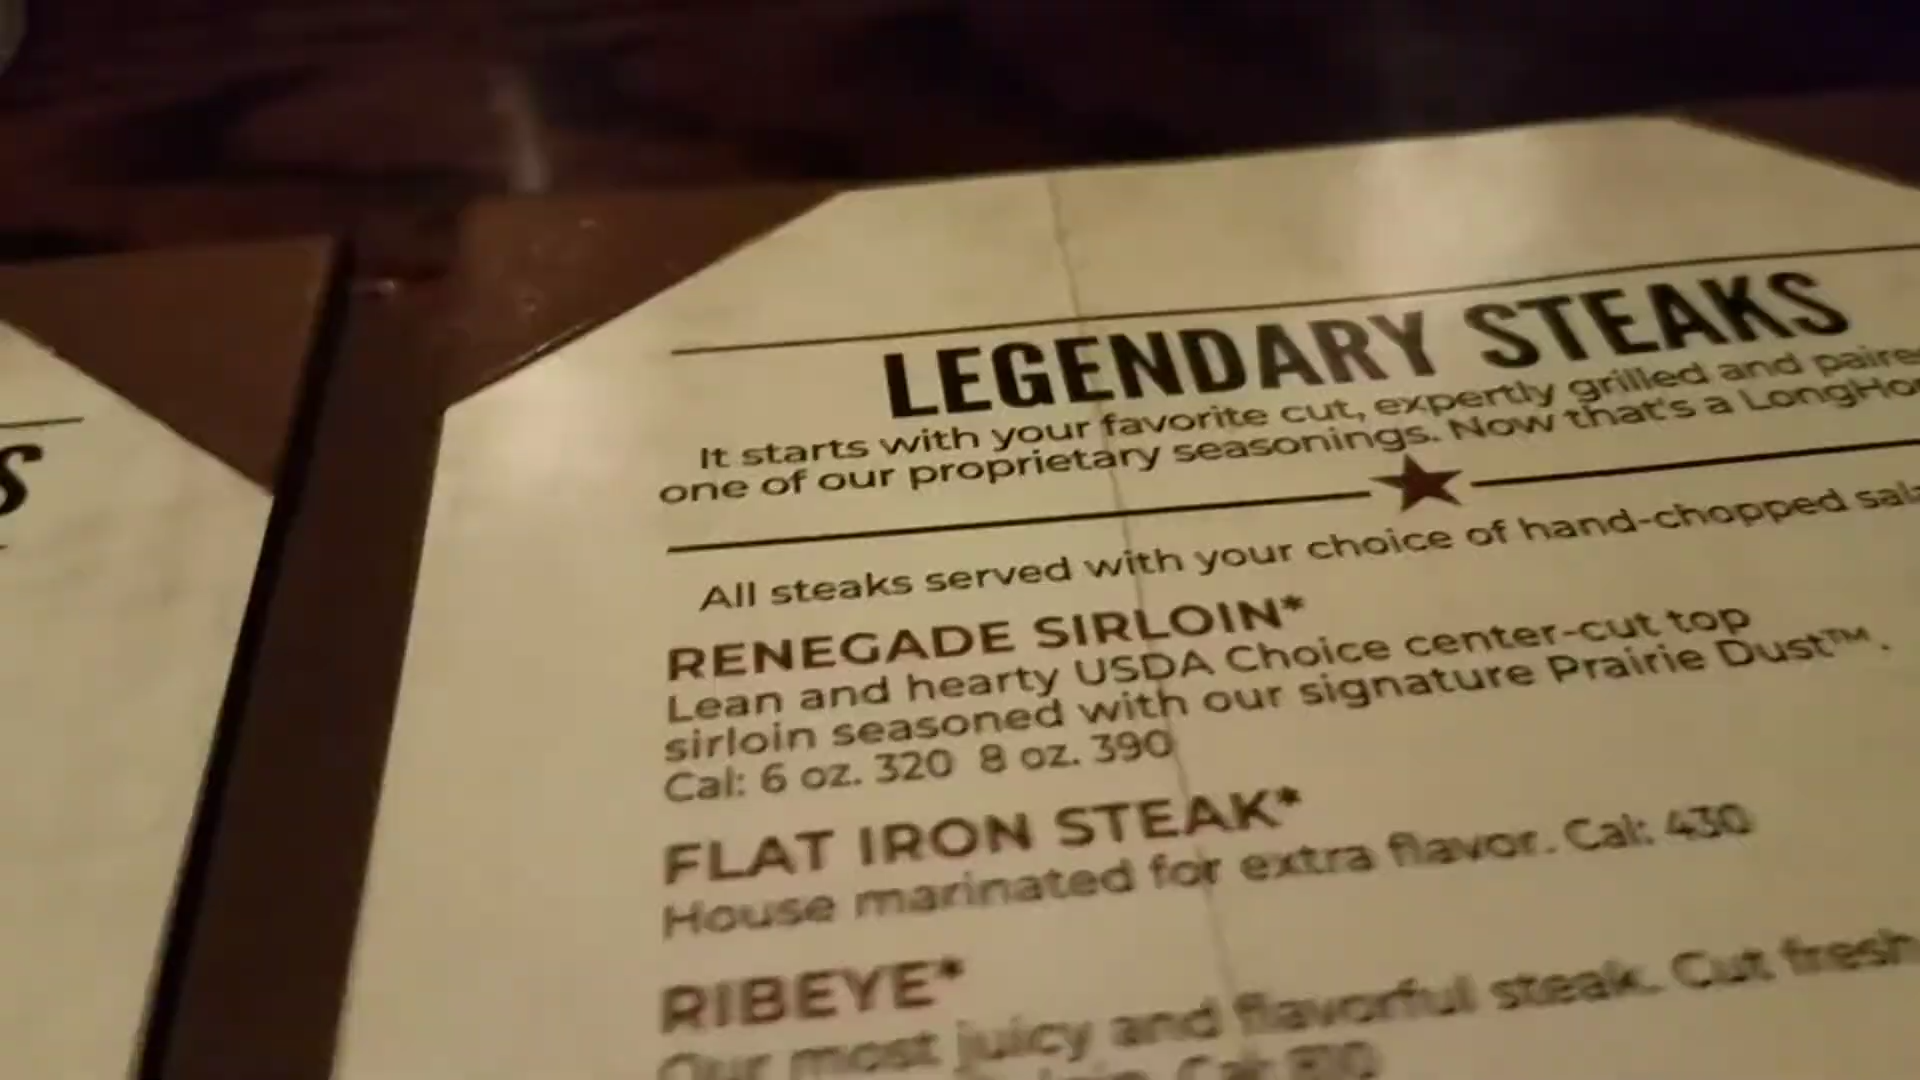 S
LEGENDARY STEAKS
It starts with your favorite cut, expertly grilled and paire
one of our proprietary seasonings. Now that's a LongHo
All steaks served with your choice of hand-chopped sala
RENEGADE SIRLOIN*
Lean and hearty USDA Choice center-cut top
sirloin seasoned with our signature Prairie Dust™.
Cal: 6 oz. 320 8 oz. 390
FLAT IRON STEAK*
House marinated for extra flavor. Cal: 430
RIBEYE*
Our most juicy and flavorful steak. Cut fresh
Cal: